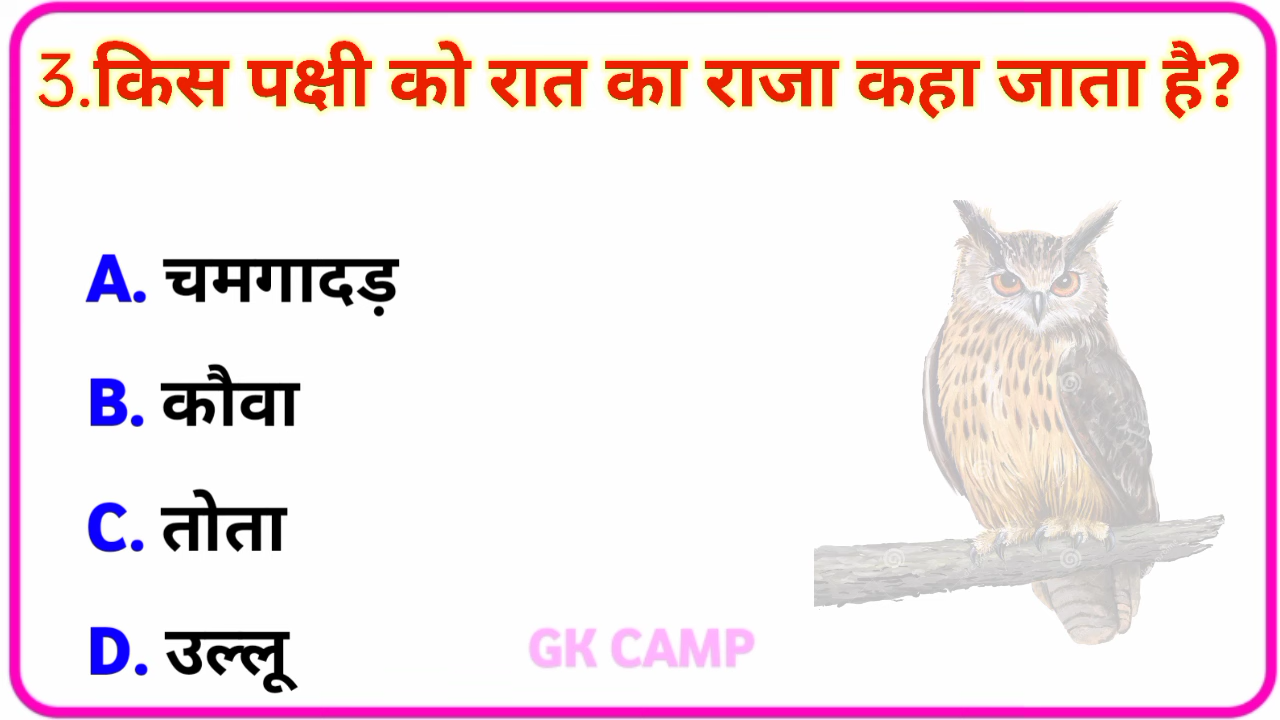 3.किस पक्षी को रात का राजा कहा जाता है?
A. चमगादड़
B. कौवा
C. तोता
D. उल्लू
GK CAMP